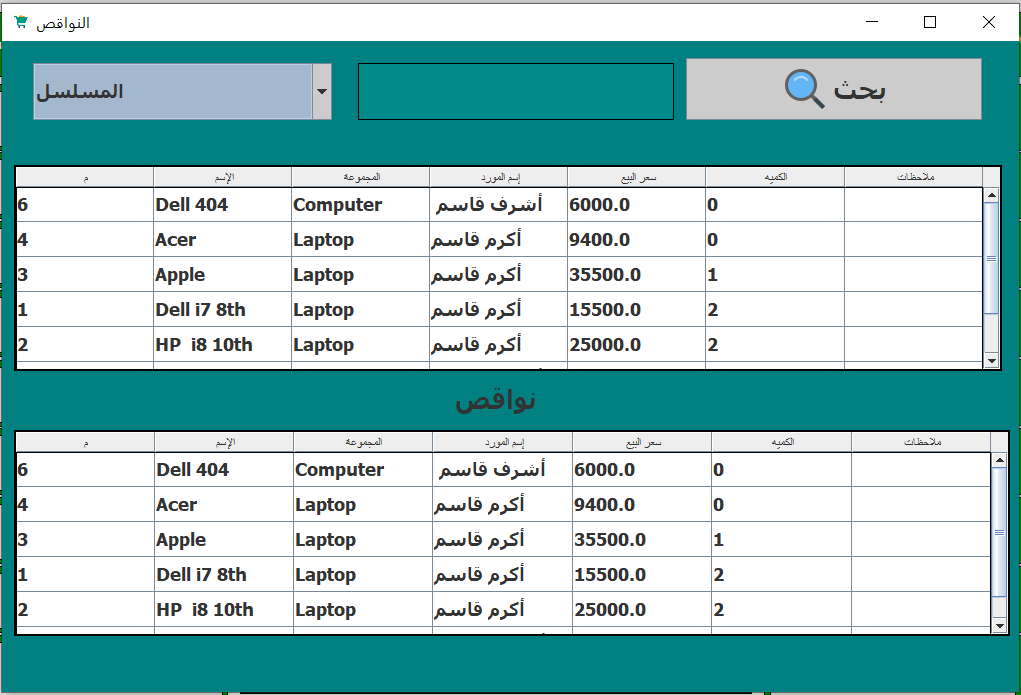 النواقص
المسلسل
بحث
م الإسم المجموعة إسم المورد سعر البيع الكميه ملاحظات
6 Dell 404 Computer أشرف قاسم 6000.0 0
4 Acer Laptop أكرم قاسم 9400.0 0
3 Apple Laptop أكرم قاسم 35500.0 1
1 Dell i7 8th Laptop أكرم قاسم 15500.0 2
2 HP  i8 10th Laptop أكرم قاسم 25000.0 2
نواقص
م الإسم المجموعة إسم المورد سعر البيع الكميه ملاحظات
6 Dell 404 Computer أشرف قاسم 6000.0 0
4 Acer Laptop أكرم قاسم 9400.0 0
3 Apple Laptop أكرم قاسم 35500.0 1
1 Dell i7 8th Laptop أكرم قاسم 15500.0 2
2 HP  i8 10th Laptop أكرم قاسم 25000.0 2